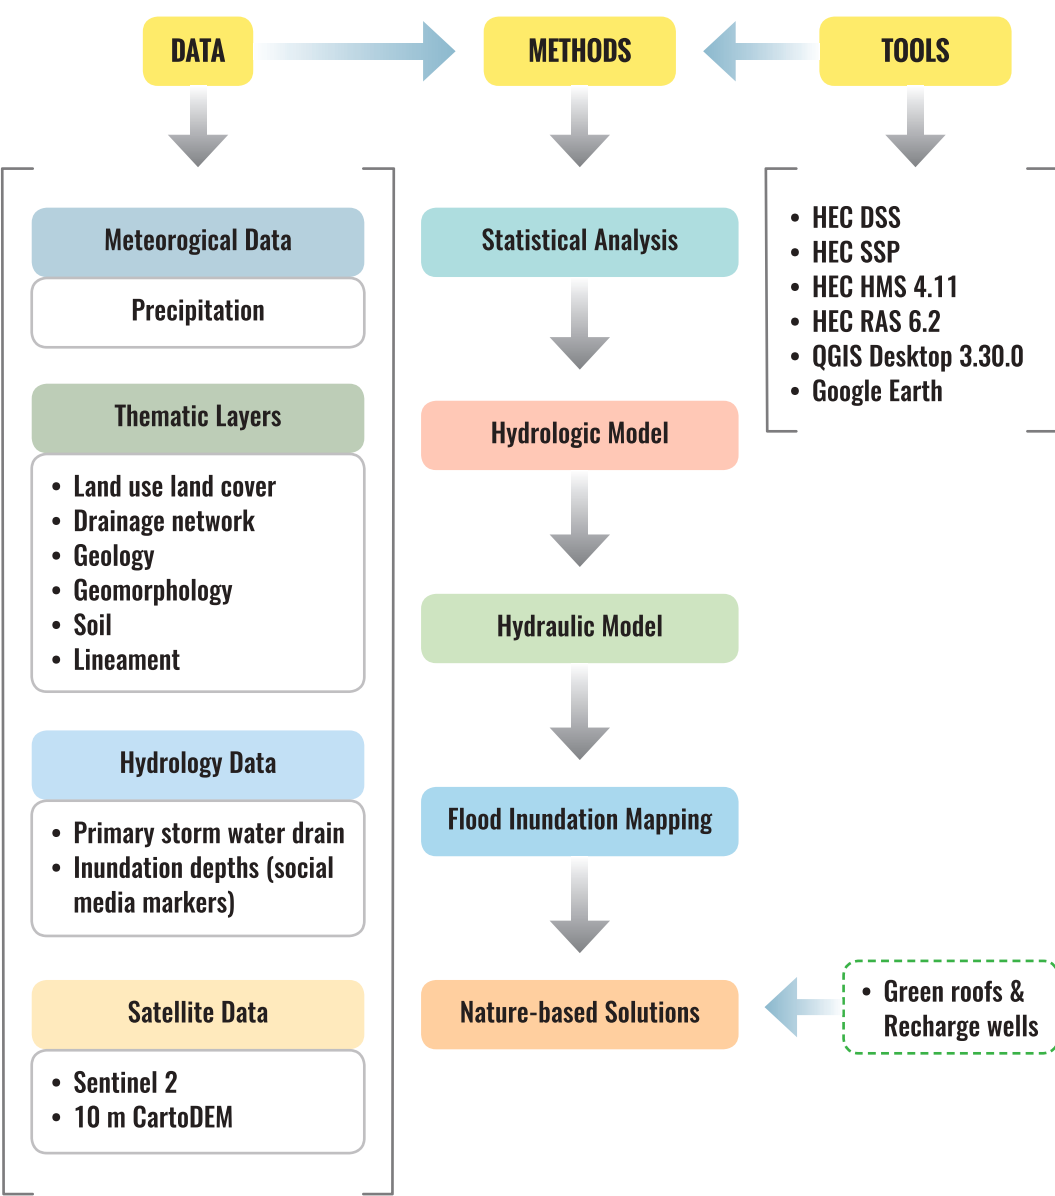 DATA
METHODS
TOOLS
Meteorogical Data
Precipitation
Thematic Layers
• Land use land cover
• Drainage network
• Geology
• Geomorphology
• Soil
• Lineament
Hydrology Data
• Primary storm water drain
• Inundation depths (social
media markers)
Satellite Data
• Sentinel 2
• 10 m CartoDEM
Statistical Analysis
Hydrologic Model
Hydraulic Model
Flood Inundation Mapping
Nature-based Solutions
• HEC DSS
• HEC SSP
• HEC HMS 4.11
• HEC RAS 6.2
• QGIS Desktop 3.30.0
• Google Earth
• Green roofs &
Recharge wells